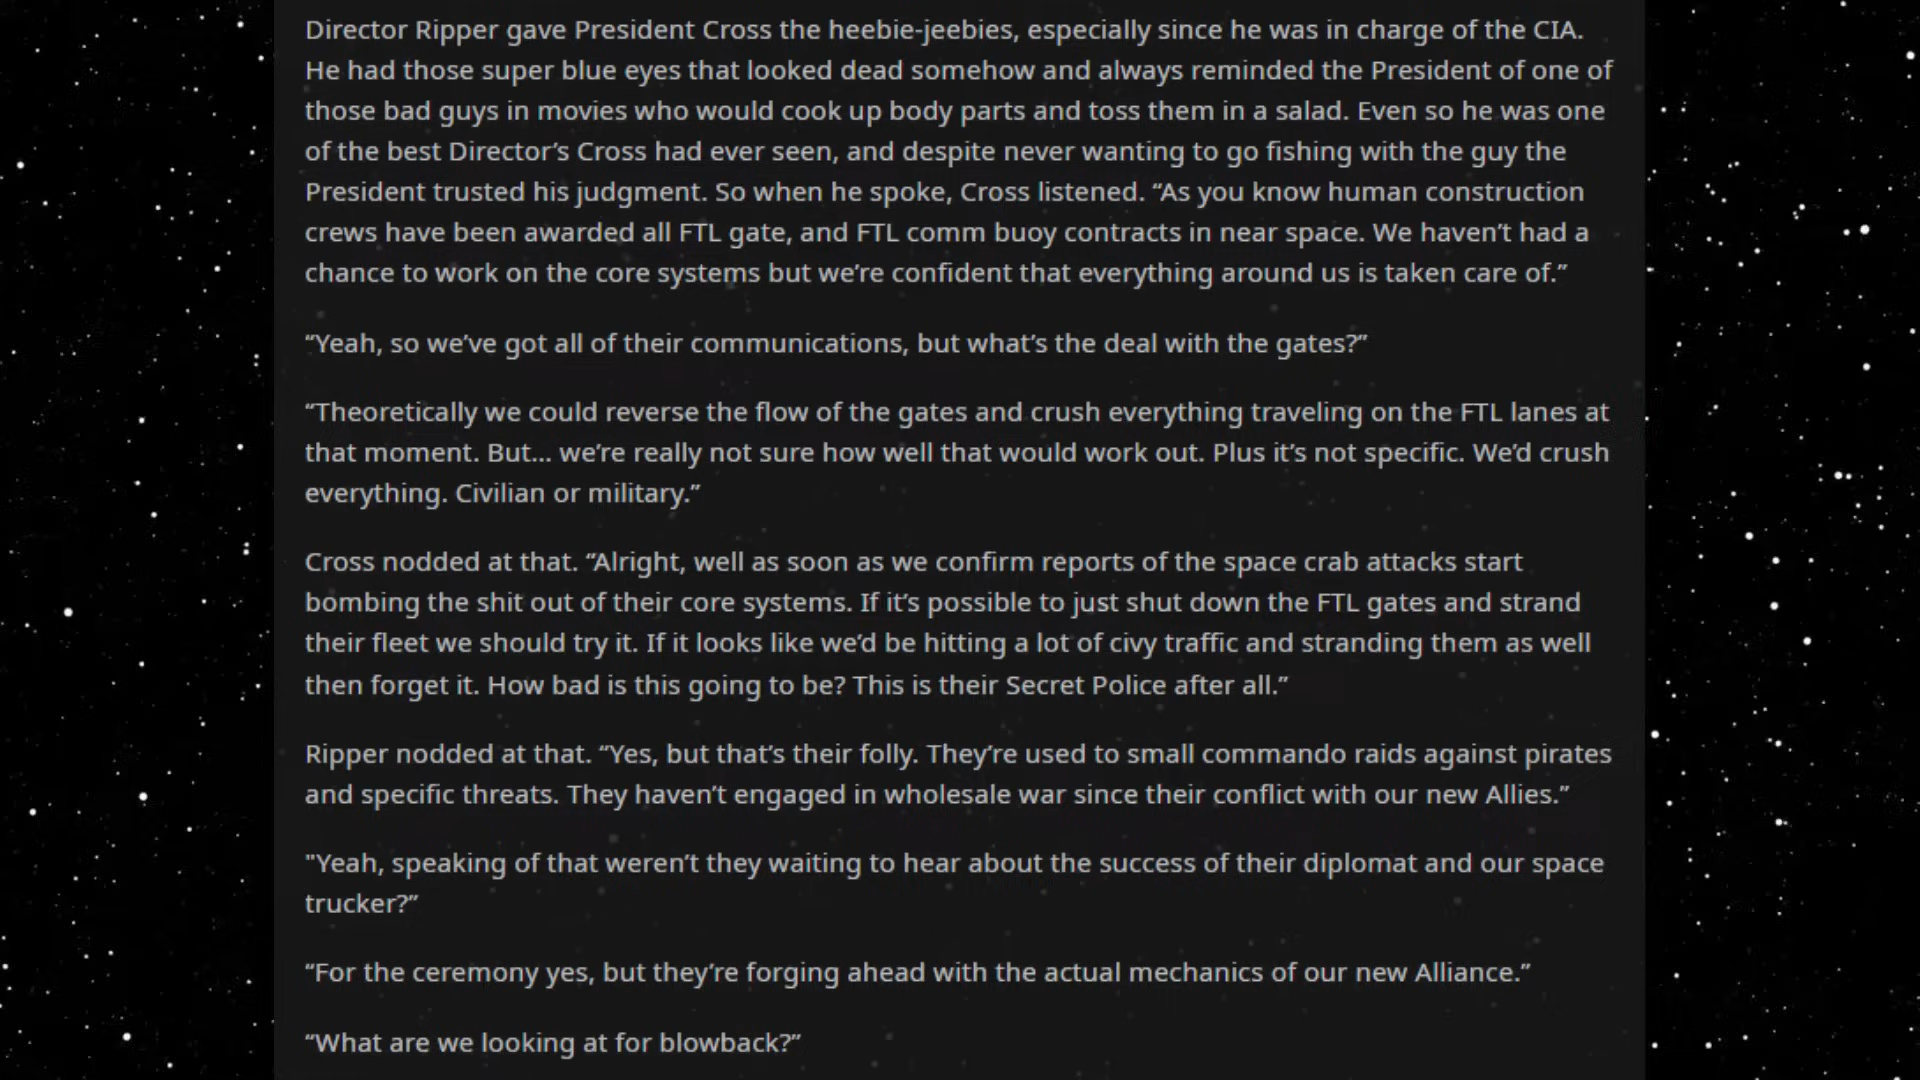 Director Ripper gave President Cross the heebie-jeebies, especially since he was in charge of the CIA.
He had those super blue eyes that looked dead somehow and always reminded the President of one of
those bad guys in movies who would cook up body parts and toss them in a salad. Even so he was one
of the best Director’s Cross had ever seen, and despite never wanting to go fishing with the guy the
President trusted his judgment. So when he spoke, Cross listened. “As you know human construction
crews have been awarded all FTL gate, and FTL comm buoy contracts in near space. We haven’t had a
chance to work on the core systems but we’re confident that everything around us is taken care of.”
“Yeah, so we’ve got all of their communications, but what’s the deal with the gates?”
“Theoretically we could reverse the flow of the gates and crush everything traveling on the FTL lanes at
that moment. But… we’re really not sure how well that would work out. Plus it’s not specific. We’d crush
everything. Civilian or military.”
Cross nodded at that. “Alright, well as soon as we confirm reports of the space crab attacks start
bombing the shit out of their core systems. If it’s possible to just shut down the FTL gates and strand
their fleet we should try it. If it looks like we’d be hitting a lot of civy traffic and stranding them as well
then forget it. How bad is this going to be? This is their Secret Police after all.”
Ripper nodded at that. “Yes, but that’s their folly. They’re used to small commando raids against pirates
and specific threats. They haven’t engaged in wholesale war since their conflict with our new Allies.”
"Yeah, speaking of that weren’t they waiting to hear about the success of their diplomat and our space
trucker?”
“For the ceremony yes, but they’re forging ahead with the actual mechanics of our new Alliance.”
“What are we looking at for blowback?”